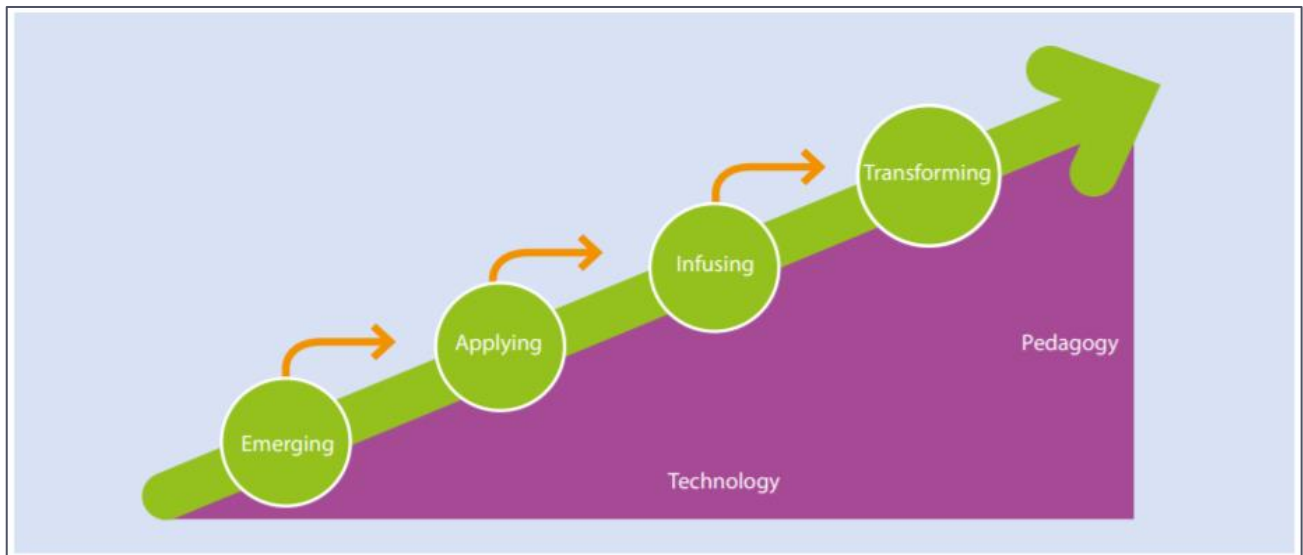 Transforming
Infusing
Applying
Pedagogy
Emerging
Technology